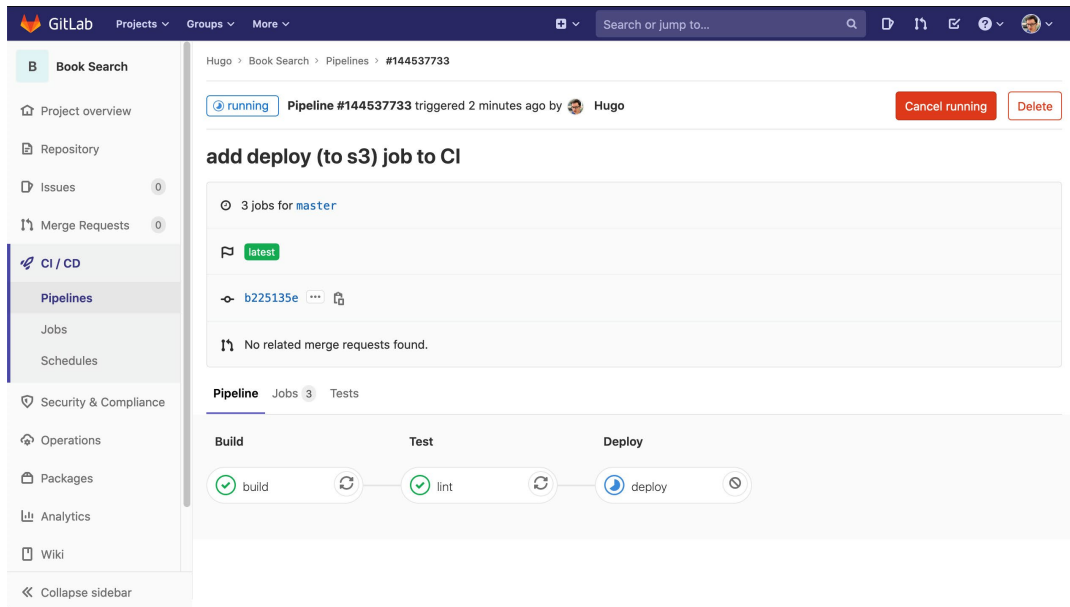 GitLab Projects Groups More Search or jump to...
B Book Search
Project overview
Repository
Issues 0
Merge Requests 0
CI / CD
Pipelines
Jobs
Schedules
Security & Compliance
Operations
Packages
Analytics
Wiki
Collapse sidebar
Hugo > Book Search > Pipelines > #144537733
running Pipeline #144537733 triggered 2 minutes ago by Hugo Cancel running Delete
add deploy (to s3) job to CI
3 jobs for master
latest
b225135e ...
No related merge requests found.
Pipeline Jobs 3 Tests
Build Test Deploy
build lint deploy